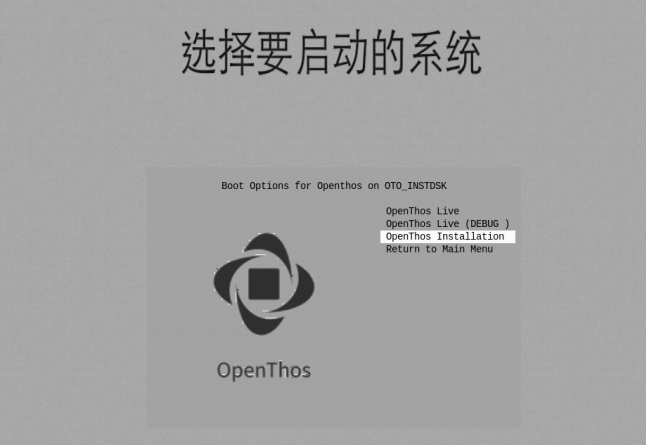 选择要启动的系统
Boot Options for Openthos on OTO_INSTDSK
OpenThos Live
OpenThos Live (DEBUG )
OpenThos Installation
Return to Main Menu
OpenThos